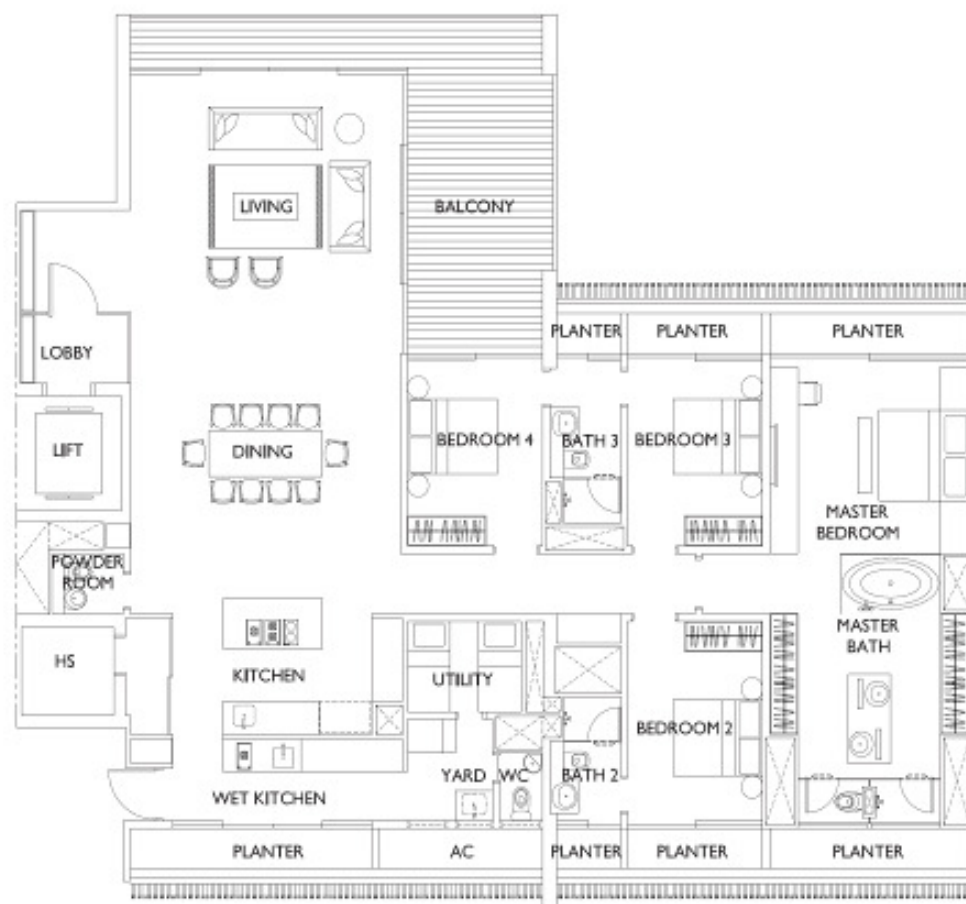 LIVING
BALCONY
PLANTER
PLANTER
PLANTER
LOBBY
LIFT
DINING
BEDROOM 4
BATH 3
BEDROOM 3
MASTER
BEDROOM
POWDER
ROOM
HS
KITCHEN
UTILITY
MASTER
BATH
BEDROOM 2
YARD
WC
BATH 2
WET KITCHEN
PLANTER
AC
PLANTER
PLANTER
PLANTER